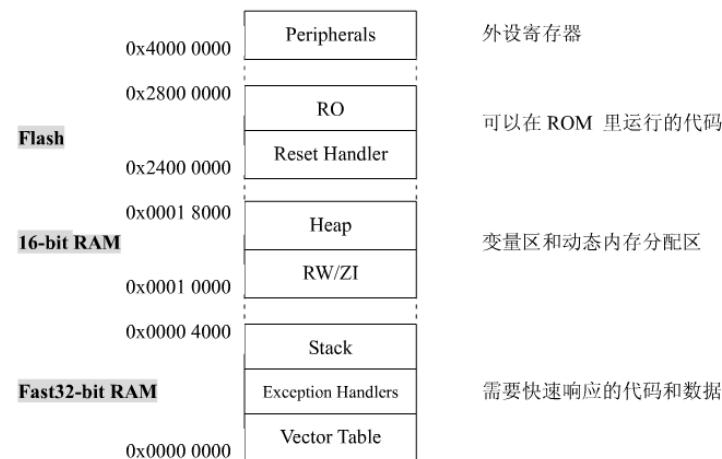 Peripherals
外设寄存器
0x4000 0000
0x2800 0000
RO
可以在 ROM 里运行的代码
Flash
Reset Handler
0x2400 0000
0x0001 8000
Heap
16-bit RAM
变量区和动态内存分配区
RW/ZI
0x0001 0000
0x0000 4000
Stack
Fast32-bit RAM
Exception Handlers
需要快速响应的代码和数据
Vector Table
0x0000 0000